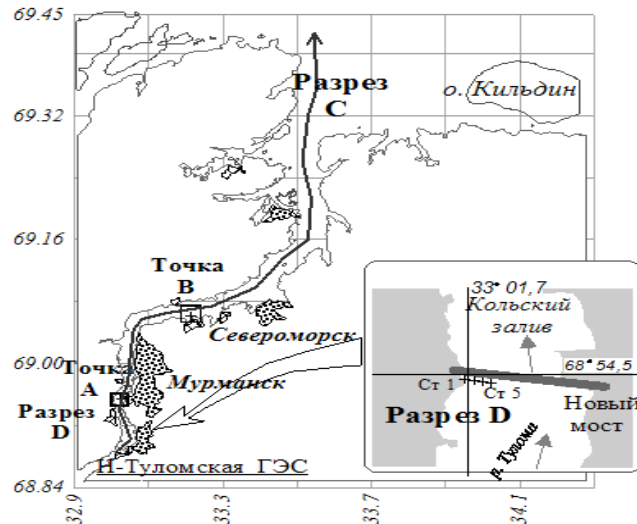 69.45
Разрез
С
о. Кильдин
69.32
69.16
Точка
В
Североморск
69.00
Точка
А
Мурманск
Разрез
D
Н-Туломская ГЭС
68.84
32.9
33.3
33.7
34.1
33° 01,7
Кольский
залив
68° 54,5
Ст 1
Ст 5
Новый
мост
Разрез D
р. Тулома